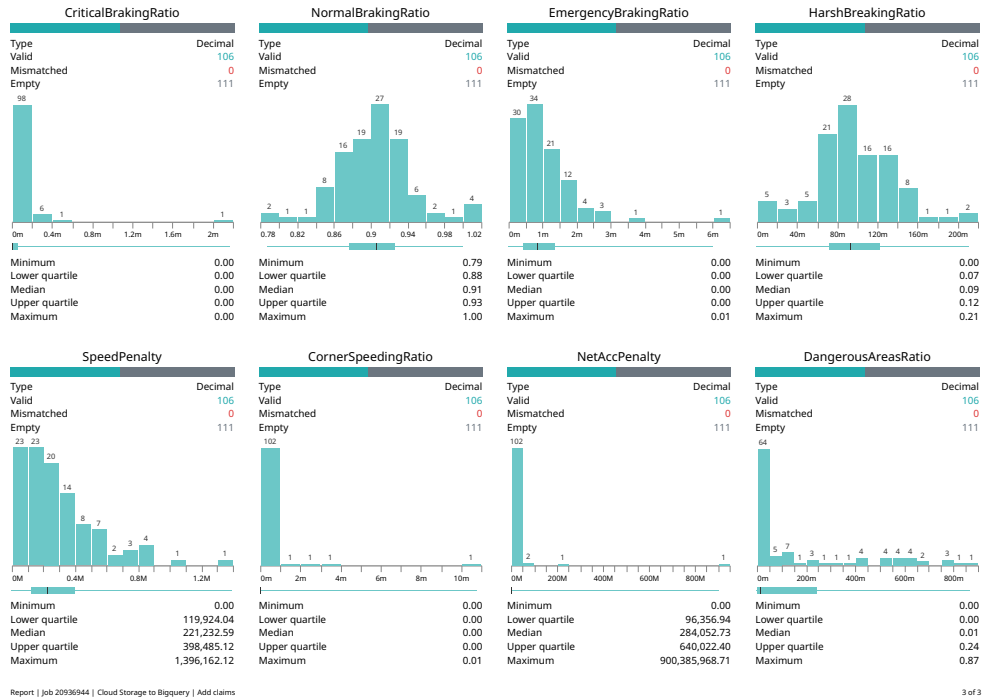 CriticalBrakingRatio
Type Decimal
Valid 106
Mismatched 0
Empty 111
98
6
1
1
0m 0.4m 0.8m 1.2m 1.6m 2m
Minimum 0.00
Lower quartile 0.00
Median 0.00
Upper quartile 0.00
Maximum 0.00
NormalBrakingRatio
Type Decimal
Valid 106
Mismatched 0
Empty 111
2 1 1 8 16 19 27 19 6 2 1 4
0.78 0.82 0.86 0.9 0.94 0.98 1.02
Minimum 0.79
Lower quartile 0.88
Median 0.91
Upper quartile 0.93
Maximum 1.00
EmergencyBrakingRatio
Type Decimal
Valid 106
Mismatched 0
Empty 111
30 34 21 12 4 3 1 1
0m 1m 2m 3m 4m 5m 6m
Minimum 0.00
Lower quartile 0.00
Median 0.00
Upper quartile 0.00
Maximum 0.01
HarshBreakingRatio
Type Decimal
Valid 106
Mismatched 0
Empty 111
5 3 5 21 28 16 16 8 1 1 2
0m 40m 80m 120m 160m 200m
Minimum 0.00
Lower quartile 0.07
Median 0.09
Upper quartile 0.12
Maximum 0.21
SpeedPenalty
Type Decimal
Valid 106
Mismatched 0
Empty 111
23 23 20 14 8 7 2 3 4 1 1
0M 0.4M 0.8M 1.2M
Minimum 0.00
Lower quartile 119,924.04
Median 221,232.59
Upper quartile 398,485.12
Maximum 1,396,162.12
CornerSpeedingRatio
Type Decimal
Valid 106
Mismatched 0
Empty 111
102 1 1 1 1
0m 2m 4m 6m 8m 10m
Minimum 0.00
Lower quartile 0.00
Median 0.00
Upper quartile 0.00
Maximum 0.01
NetAccPenalty
Type Decimal
Valid 106
Mismatched 0
Empty 111
102 2 1 1
0M 200M 400M 600M 800M
Minimum 0.00
Lower quartile 96,356.94
Median 284,052.73
Upper quartile 640,022.40
Maximum 900,385,968.71
DangerousAreasRatio
Type Decimal
Valid 106
Mismatched 0
Empty 111
64 5 7 1 3 1 1 1 4 1 4 4 4 2 3 1 1
0m 200m 400m 600m 800m
Minimum 0.00
Lower quartile 0.00
Median 0.01
Upper quartile 0.24
Maximum 0.87
Report | Job 20936944 | Cloud Storage to Bigquery | Add claims 3 of 3